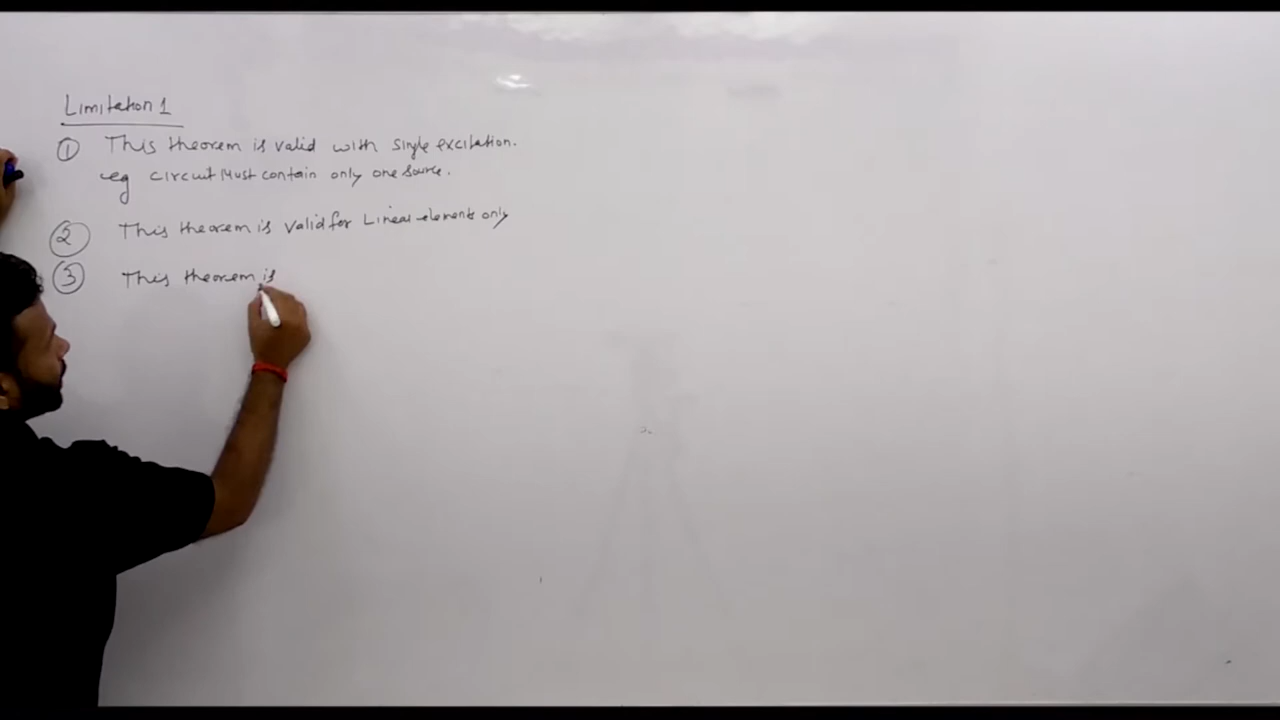 Limitation 1
① This theorem is valid with single excitation.
eg circuit Must contain only one source.
② This theorem is valid for Linear elements only
③ This theorem is